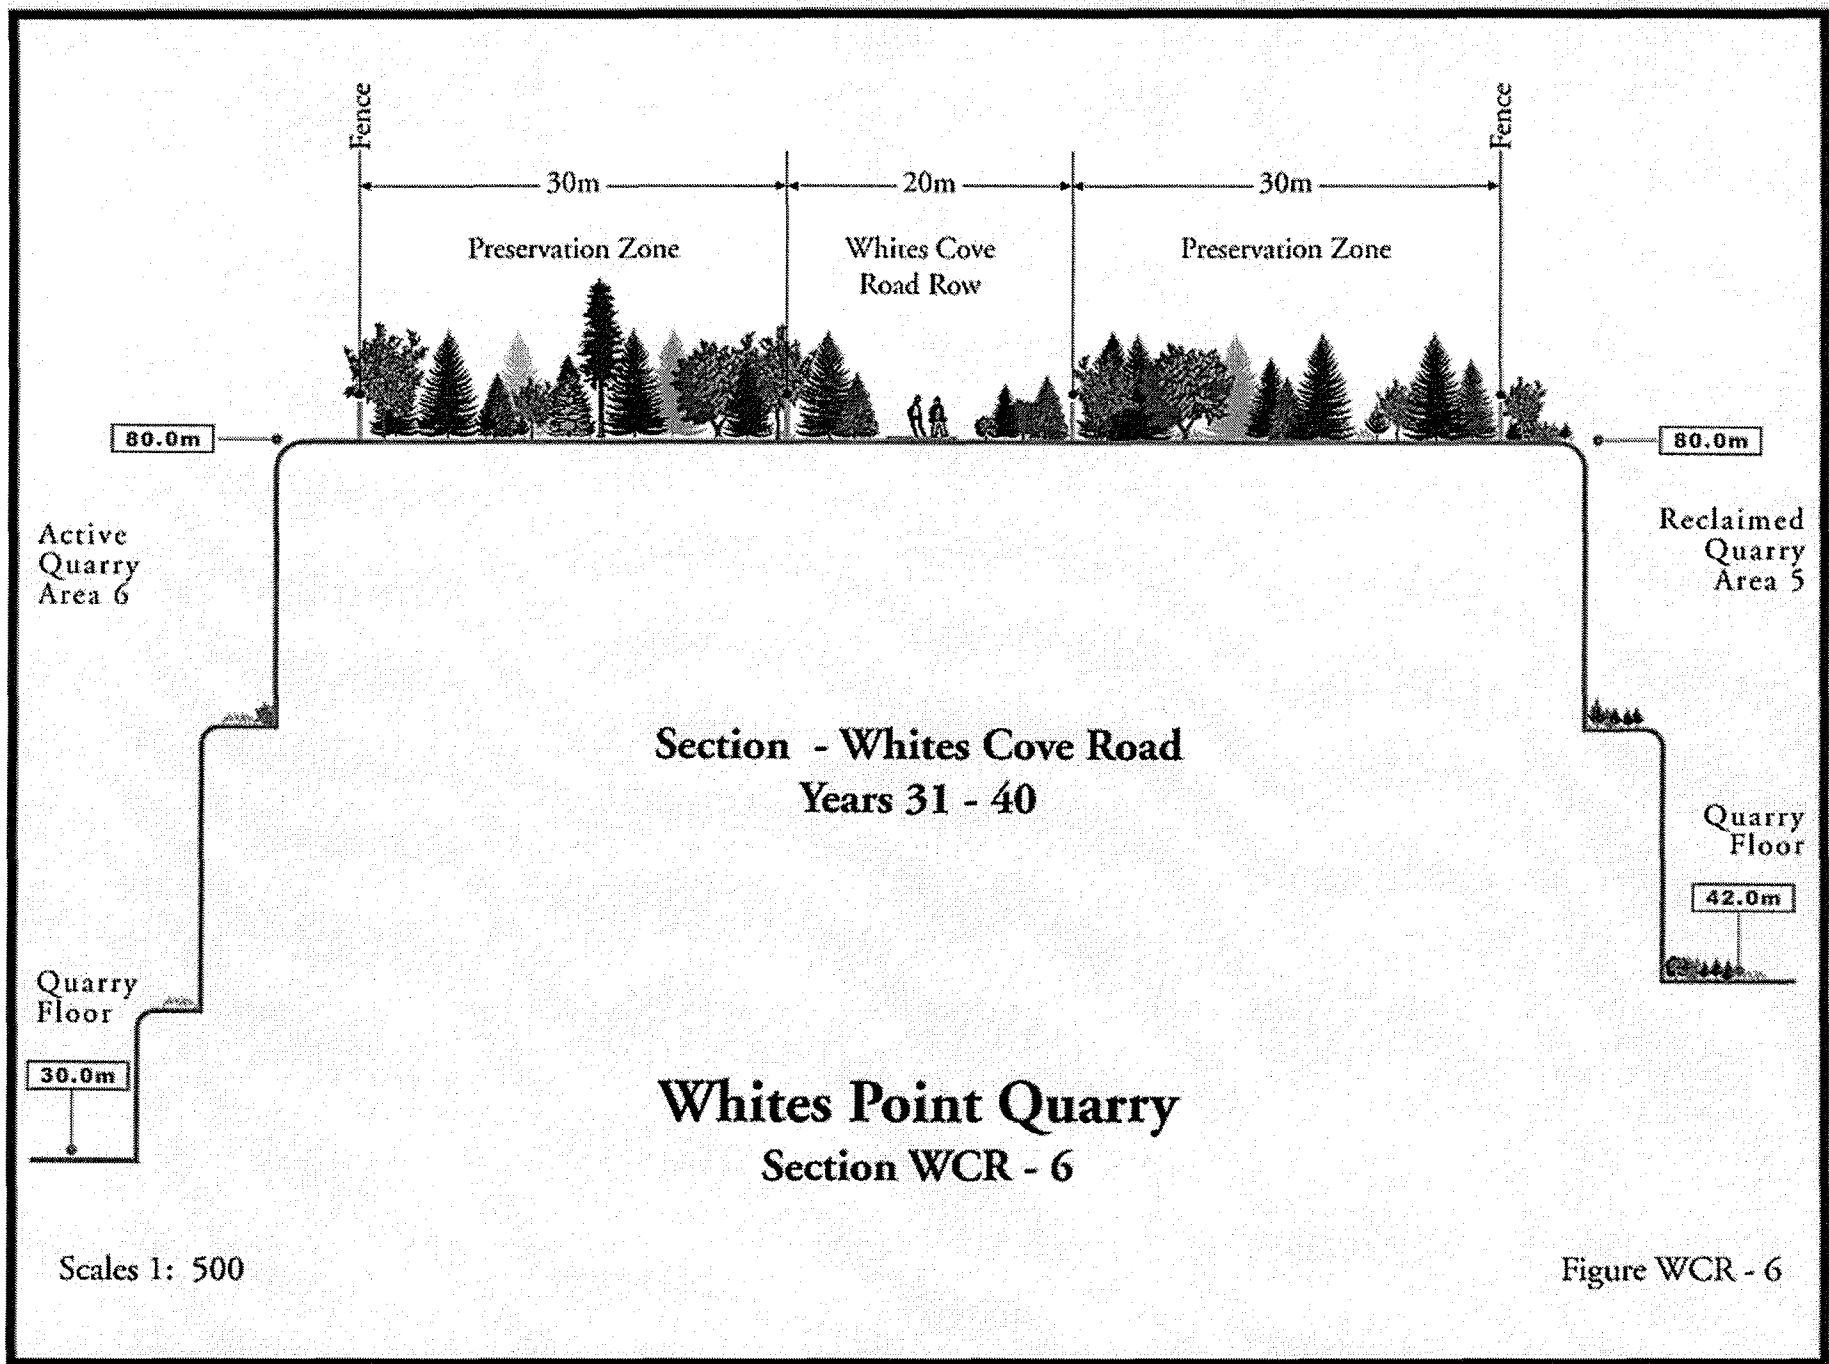 Fence
Fence
30m
20m
30m
Preservation Zone
Whites Cove
Road Row
Preservation Zone
80.0m
80.0m
Active
Quarry
Area 6
Reclaimed
Quarry
Area 5
Section - Whites Cove Road
Years 31 - 40
Quarry
Floor
42.0m
Quarry
Floor
30.0m
Whites Point Quarry
Section WCR - 6
Scales 1: 500
Figure WCR - 6